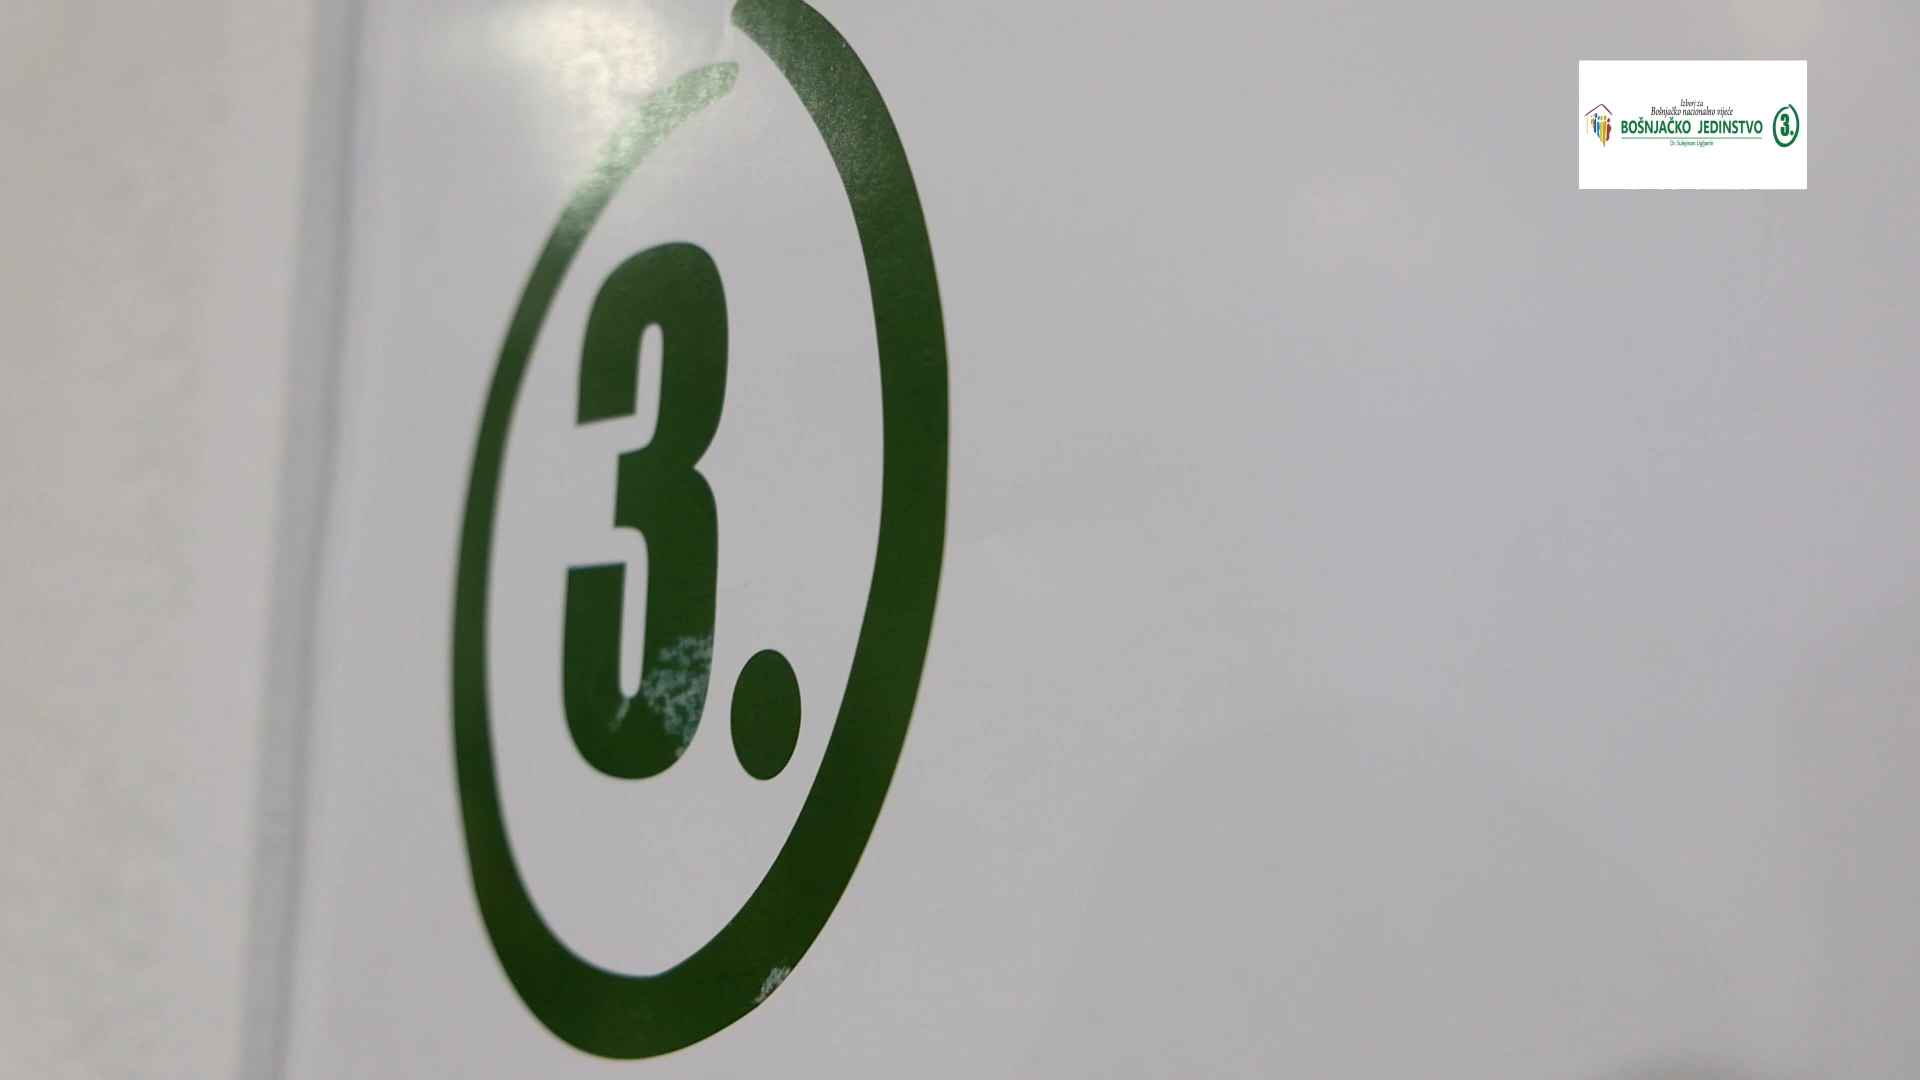 3.
Izbori za
Bošnjačko nacionalno vijeće
BOŠNJAČKO JEDINSTVO 3.
Dr. Sulejman Ugljanin